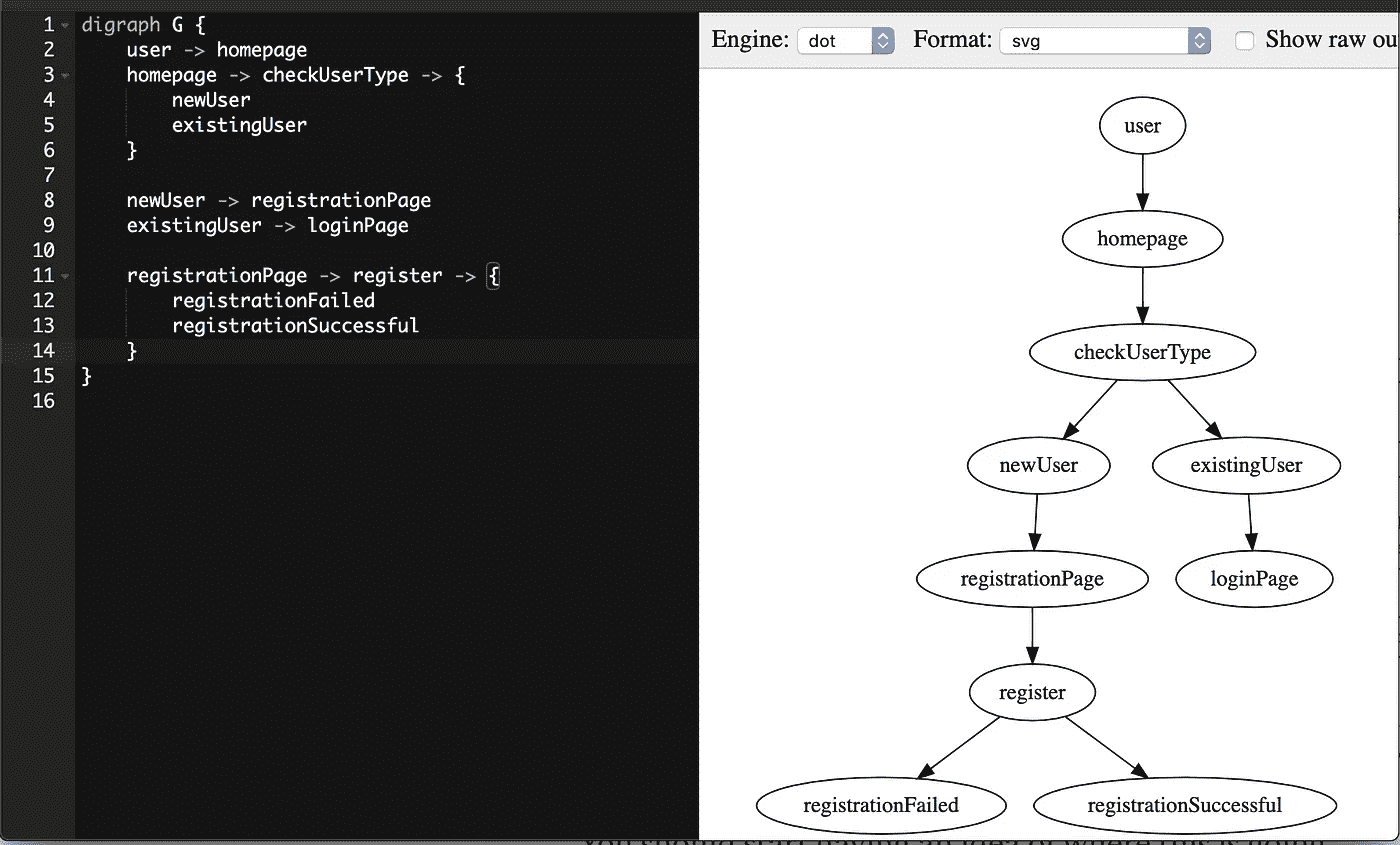 1 digraph G {
2 user -> homepage
3 homepage -> checkUserType -> {
4 newUser
5 existingUser
6 }
7
8 newUser -> registrationPage
9 existingUser -> loginPage
10
11 registrationPage -> register -> {
12 registrationFailed
13 registrationSuccessful
14 }
15 }
16
Engine: dot Format: svg Show raw ou
user
homepage
checkUserType
newUser existingUser
registrationPage loginPage
register
registrationFailed registrationSuccessful